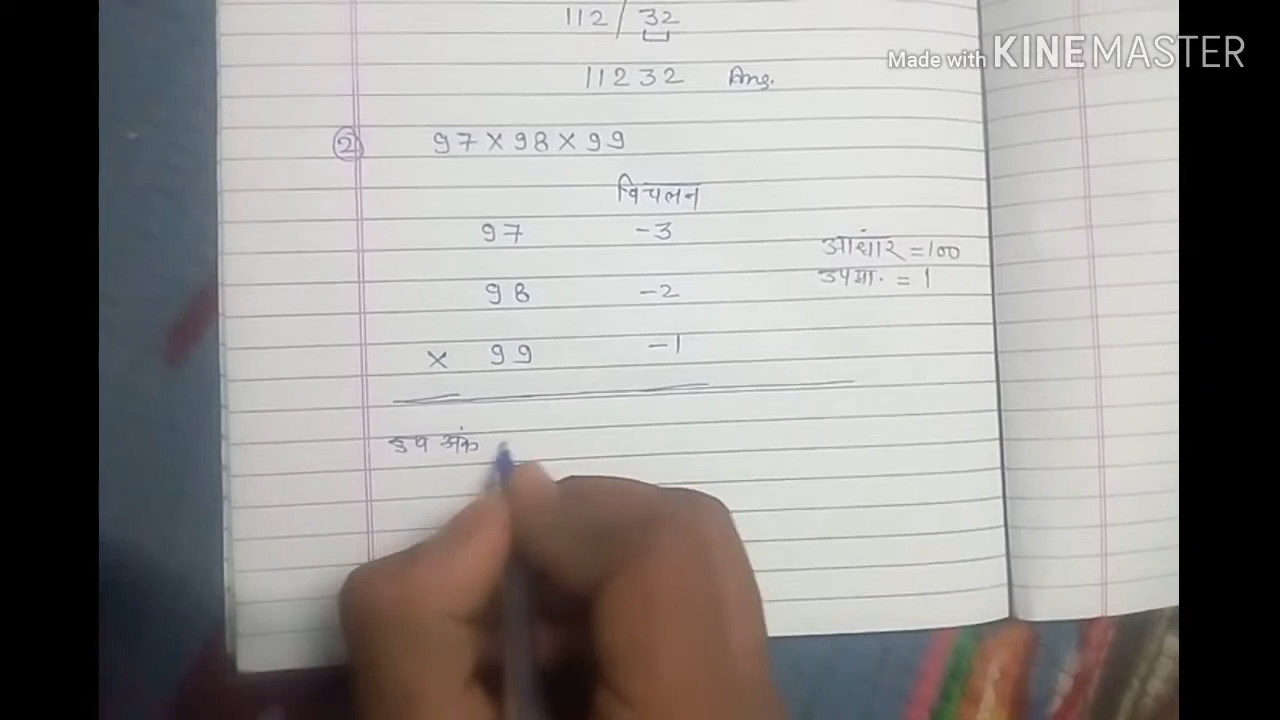 112 / 32
Made with KINEMASTER
11232 Ans.
② 97 × 98 × 99
विचलन
97 -3
आधार = 100
उपआ. = 1
98 -2
× 99 -1
उप अंक